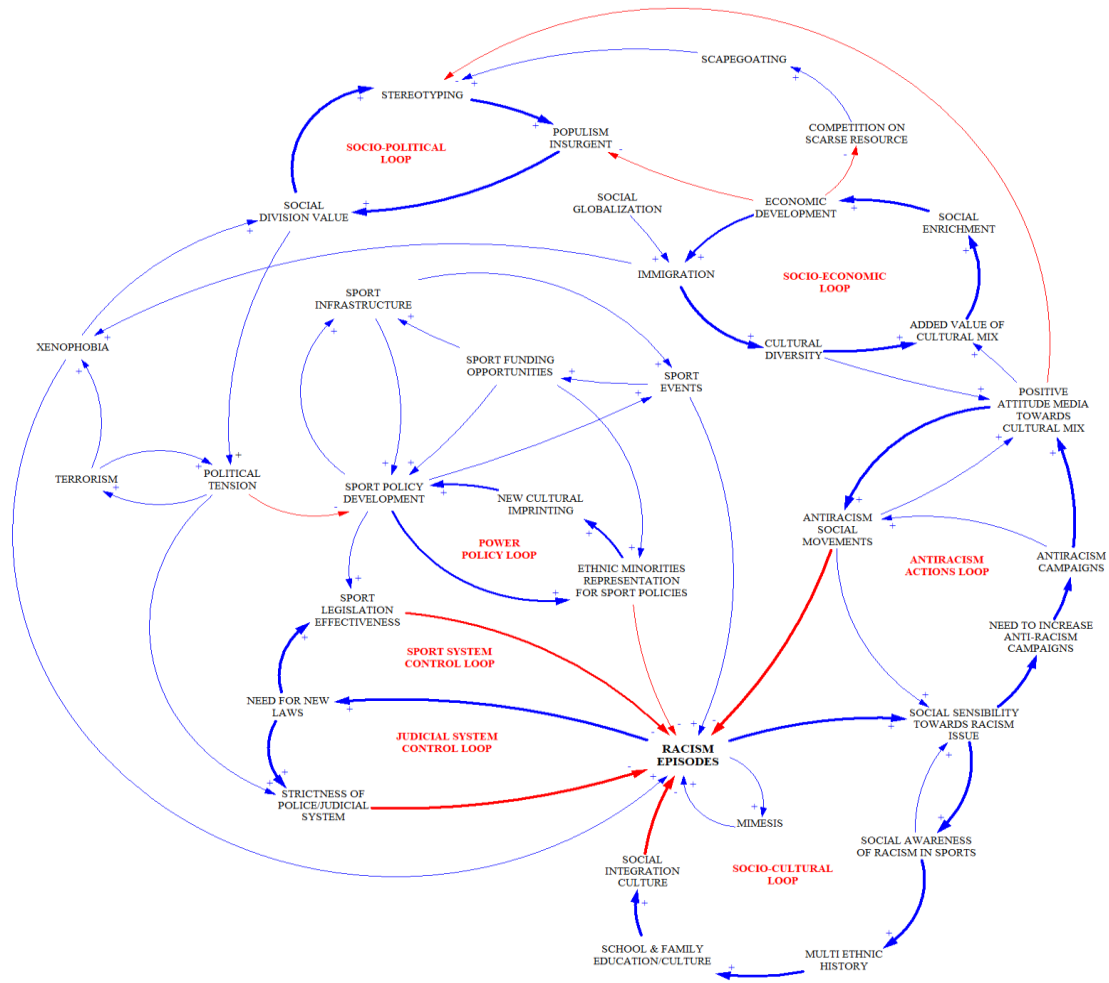 SCAPEGOATING
STEREOTYPING
POPULISM
INSURGENT
COMPETITION ON
SCARSE RESOURCE
SOCIO-POLITICAL
LOOP
SOCIAL
DIVISION VALUE
SOCIAL
GLOBALIZATION
ECONOMIC
DEVELOPMENT
SOCIAL
ENRICHMENT
IMMIGRATION
SOCIO-ECONOMIC
LOOP
SPORT
INFRASTRUCTURE
XENOPHOBIA
CULTURAL
DIVERSITY
ADDED VALUE OF
CULTURAL MIX
SPORT FUNDING
OPPORTUNITIES
SPORT
EVENTS
POSITIVE
ATTITUDE MEDIA
TOWARDS
CULTURAL MIX
TERRORISM
POLITICAL
TENSION
SPORT POLICY
DEVELOPMENT
NEW CULTURAL
IMPRINTING
ANTIRACISM
SOCIAL
MOVEMENTS
POWER
POLICY LOOP
ETHNIC MINORITIES
REPRESENTATION
FOR SPORT POLICIES
ANTIRACISM
ACTIONS LOOP
ANTIRACISM
CAMPAIGNS
SPORT
LEGISLATION
EFFECTIVENESS
NEED TO INCREASE
ANTI-RACISM
CAMPAIGNS
SPORT SYSTEM
CONTROL LOOP
NEED FOR NEW
LAWS
JUDICIAL SYSTEM
CONTROL LOOP
RACISM
EPISODES
SOCIAL SENSIBILITY
TOWARDS RACISM
ISSUE
STRICTNESS OF
POLICE/JUDICIAL
SYSTEM
MIMESIS
SOCIAL AWARENESS
OF RACISM IN SPORTS
SOCIAL
INTEGRATION
CULTURE
SOCIO-CULTURAL
LOOP
SCHOOL & FAMILY
EDUCATION/CULTURE
MULTI ETHNIC
HISTORY